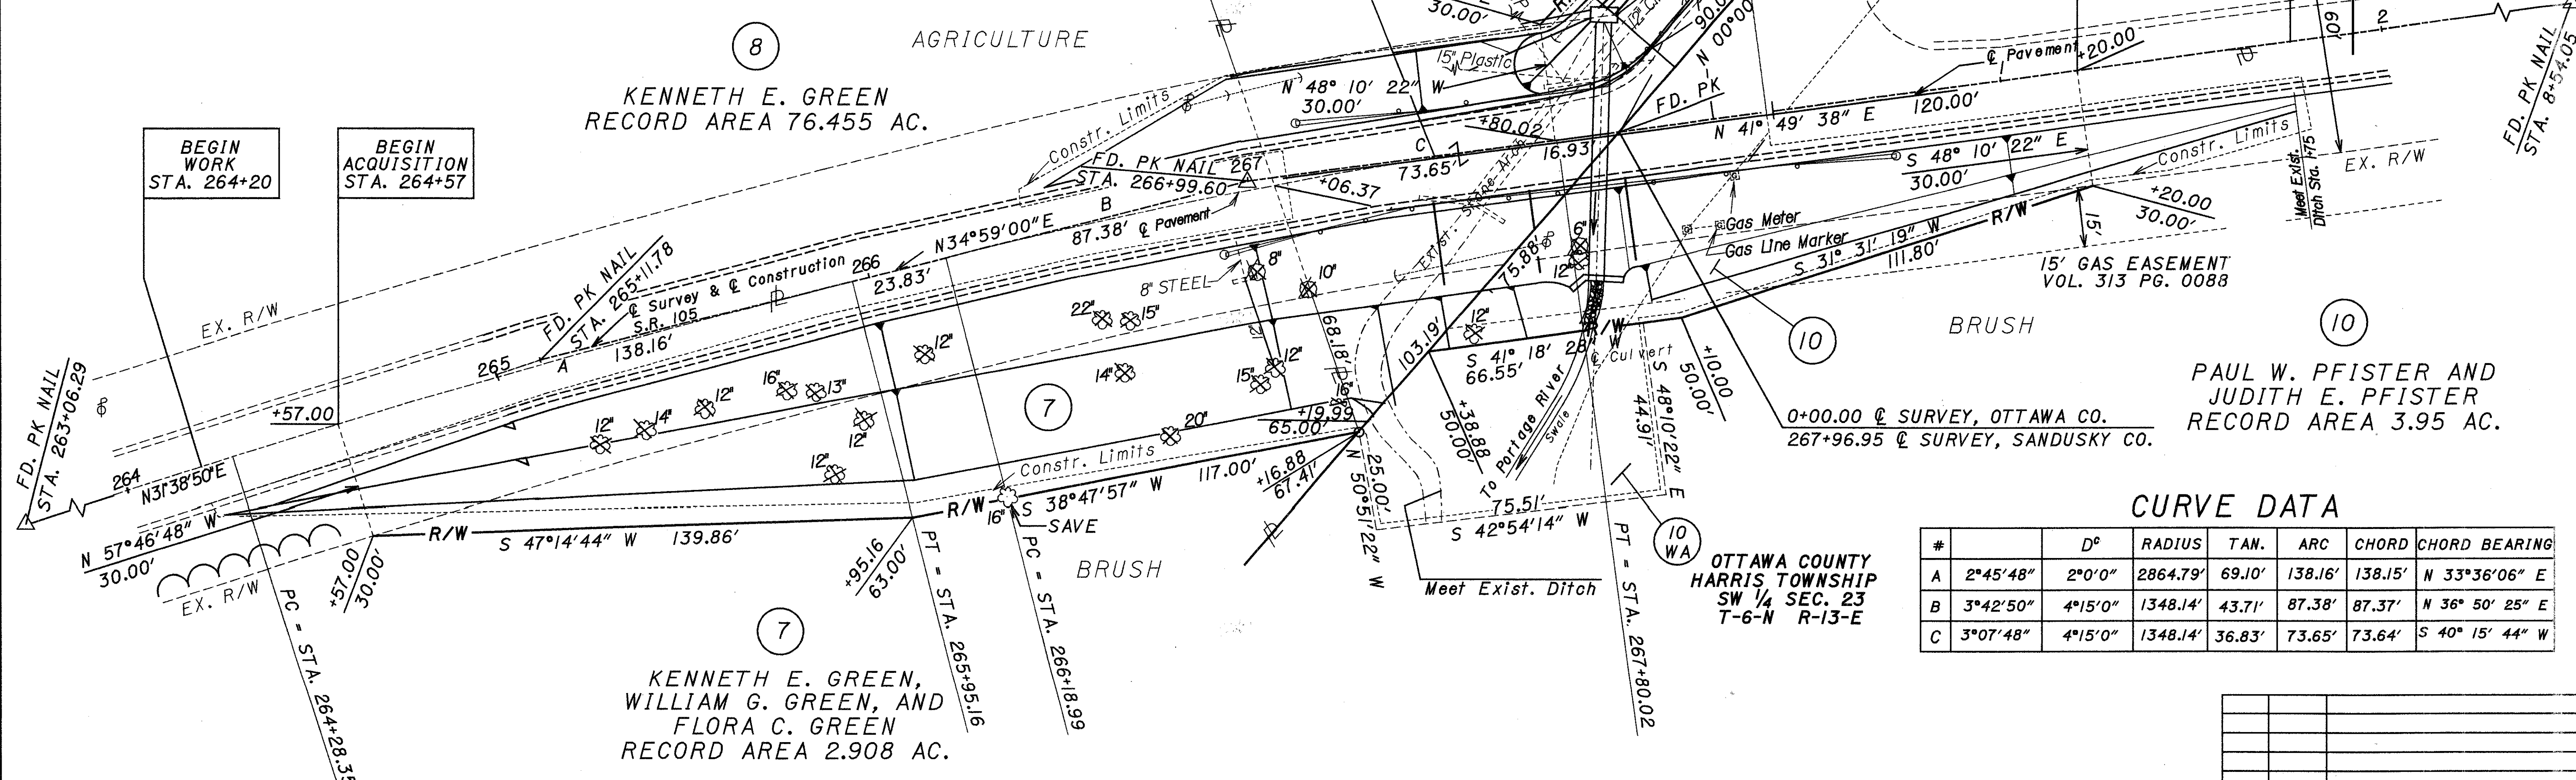 8
AGRICULTURE
KENNETH E. GREEN
RECORD AREA 76.455 AC.
BEGIN
WORK
STA. 264+20
BEGIN
ACQUISITION
STA. 264+57
30.00'
15" Plastic
N 48° 10' 22" W
30.00'
Constr. Limits
FD. PK NAIL 267
STA. 266+99.60
+06.37
C
73.65'
+80.02
16.93'
FD. PK
N 00°00
N 41° 49' 38" E
120.00'
℄ Pavement
+20.00
60'
2
FD. PK NAIL
STA. 8+54.05
EX. R/W
Constr. Limits
Meet Exist.
Ditch Sta. +75
S 48° 10' 22" E
30.00'
+20.00
30.00'
15'
R/W
S 31° 31' 19" W
111.80'
Gas Meter
Gas Line Marker
15' GAS EASEMENT
VOL. 313 PG. 0088
BRUSH
10
10
PAUL W. PFISTER AND
JUDITH E. PFISTER
RECORD AREA 3.95 AC.
0+00.00 ℄ SURVEY, OTTAWA CO.
267+96.95 ℄ SURVEY, SANDUSKY CO.
EX. R/W
FD. PK NAIL
STA. 265+11.78
℄ Survey & ℄ Construction
S.R. 105
138.16'
265
A
266
23.83'
N34°59'00"E
B
87.38'
℄ Pavement
8" STEEL
8"
10"
22"
15"
12"
14"
15"
12"
16"
6"
12"
12"
75.88'
103.19'
68.18'
FD. PK NAIL
STA. 263+06.29
264
N31°38'50"E
+57.00
12"
14"
12"
16"
13"
12"
12"
7
20"
+19.99
65.00'
S 41° 18' 28" W
66.55'
R/W
℄ Culvert
+10.00
50.00'
+38.88
50.00'
To Portage River
Swale
S 48°10'22" E
44.91'
Constr. Limits
117.00'
S 38°47'57" W
R/W
16"
SAVE
+16.88
67.41'
25.00'
N 50°51'22" W
75.51'
S 42°54'14" W
Meet Exist. Ditch
10
WA
N 57°46'48" W
30.00'
EX. R/W
+57.00
30.00'
R/W
S 47°14'44" W 139.86'
+95.16
63.00'
BRUSH
PC = STA. 264+28.35
PT = STA. 265+95.16
PC = STA. 266+18.99
PT = STA. 267+80.02
OTTAWA COUNTY
HARRIS TOWNSHIP
SW 1/4 SEC. 23
T-6-N R-13-E
7
KENNETH E. GREEN,
WILLIAM G. GREEN, AND
FLORA C. GREEN
RECORD AREA 2.908 AC.
CURVE DATA
# Dᶜ RADIUS TAN. ARC CHORD CHORD BEARING
A 2°45'48" 2°0'0" 2864.79' 69.10' 138.16' 138.15' N 33°36'06" E
B 3°42'50" 4°15'0" 1348.14' 43.71' 87.38' 87.37' N 36° 50' 25" E
C 3°07'48" 4°15'0" 1348.14' 36.83' 73.65' 73.64' S 40° 15' 44" W